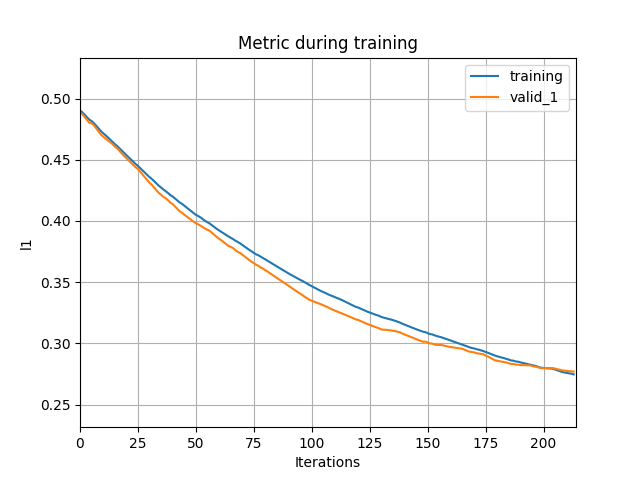 Metric during training
training
valid_1
0.50
0.45
0.40
0.35
0.30
0.25
l1
0 25 50 75 100 125 150 175 200
Iterations